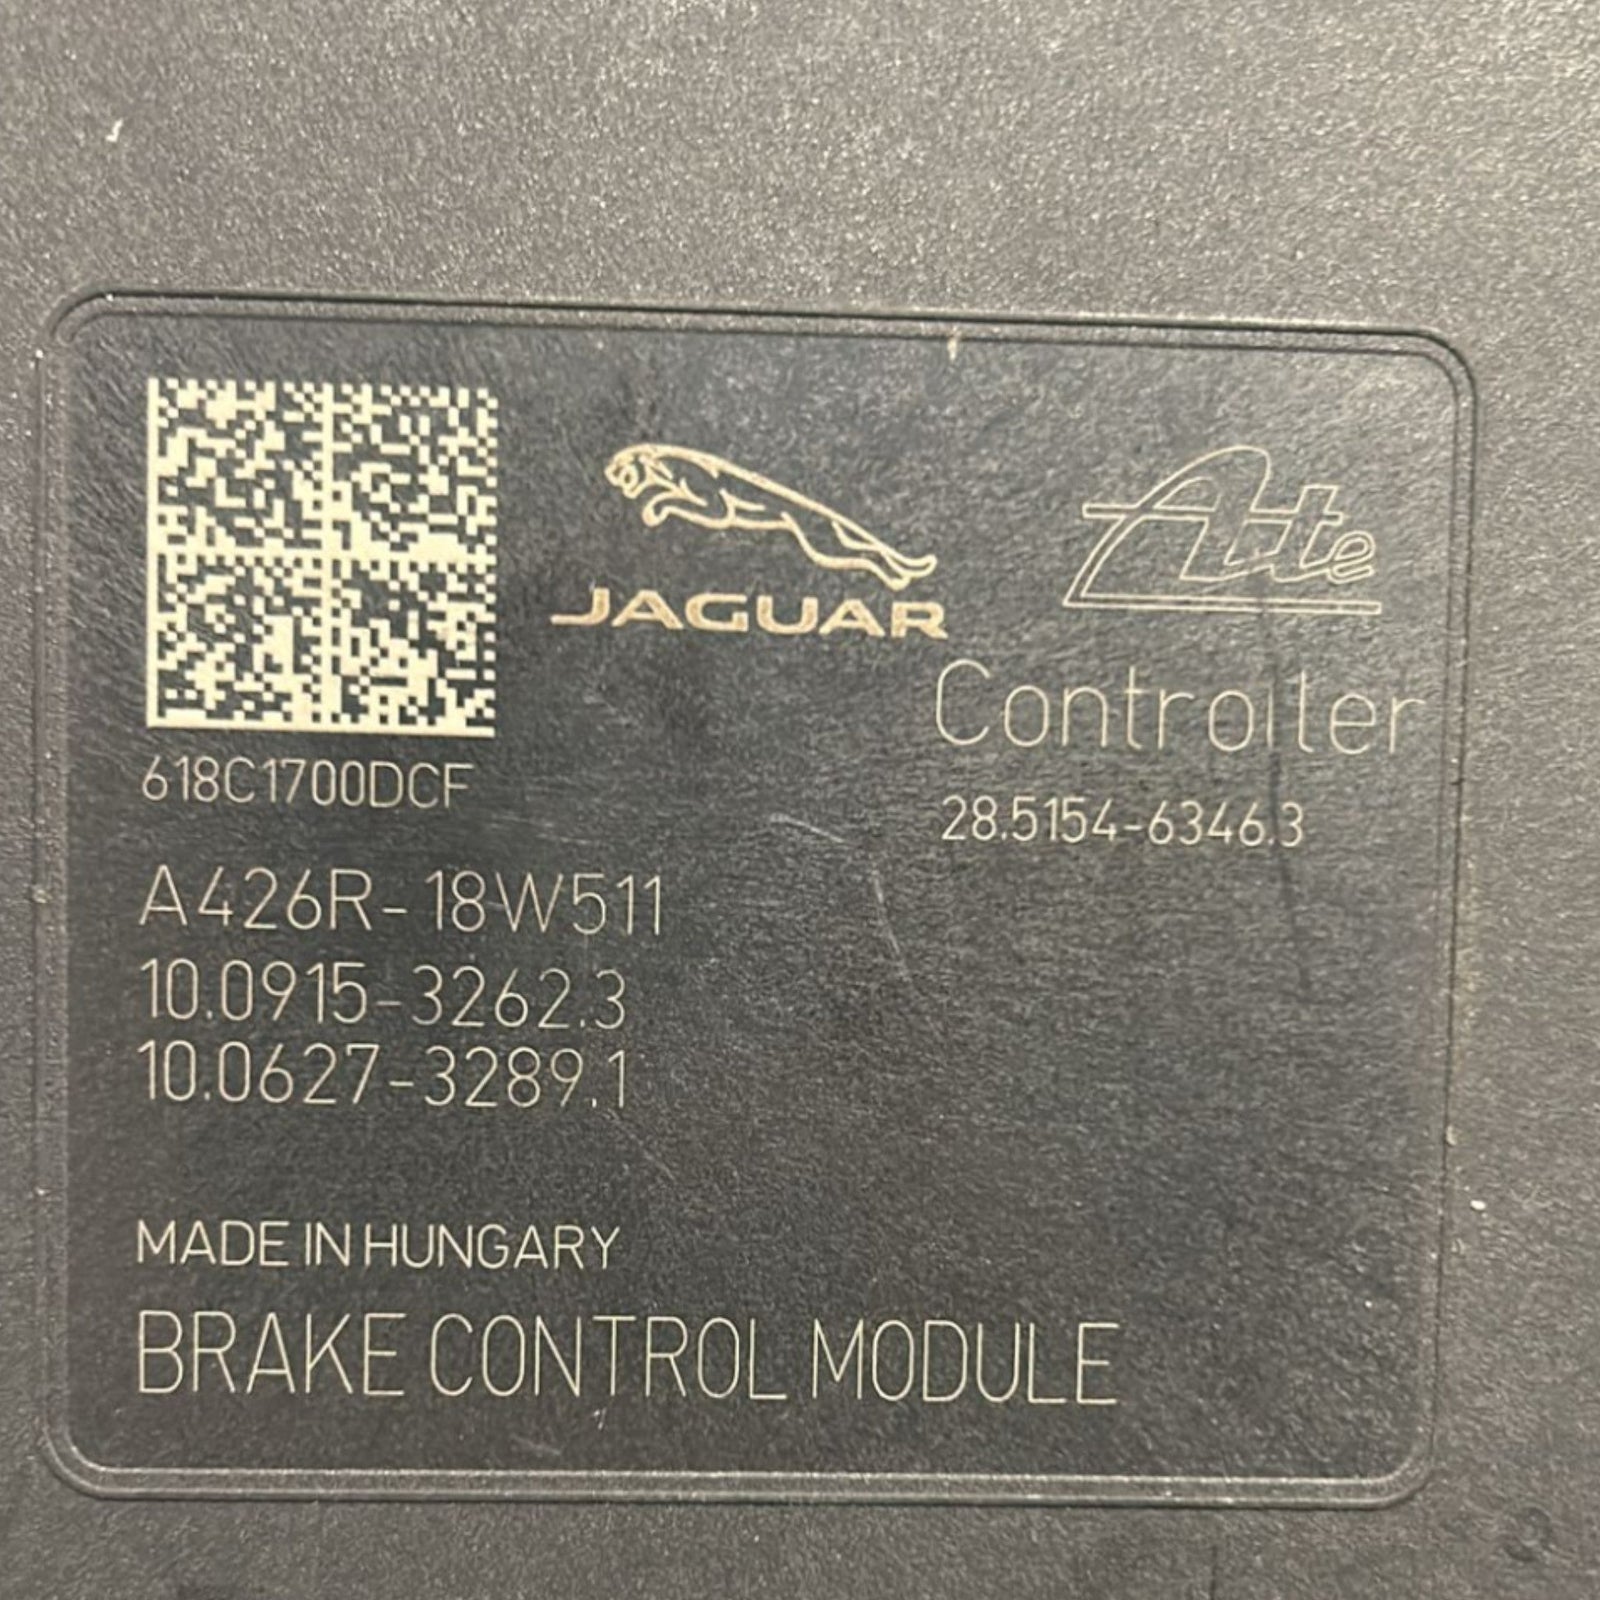 JAGUAR
Ate
Controller
618C1700DCF
28.5154-6346.3
A426R-18W511
10.0915-3262.3
10.0627-3289.1
MADE IN HUNGARY
BRAKE CONTROL MODULE